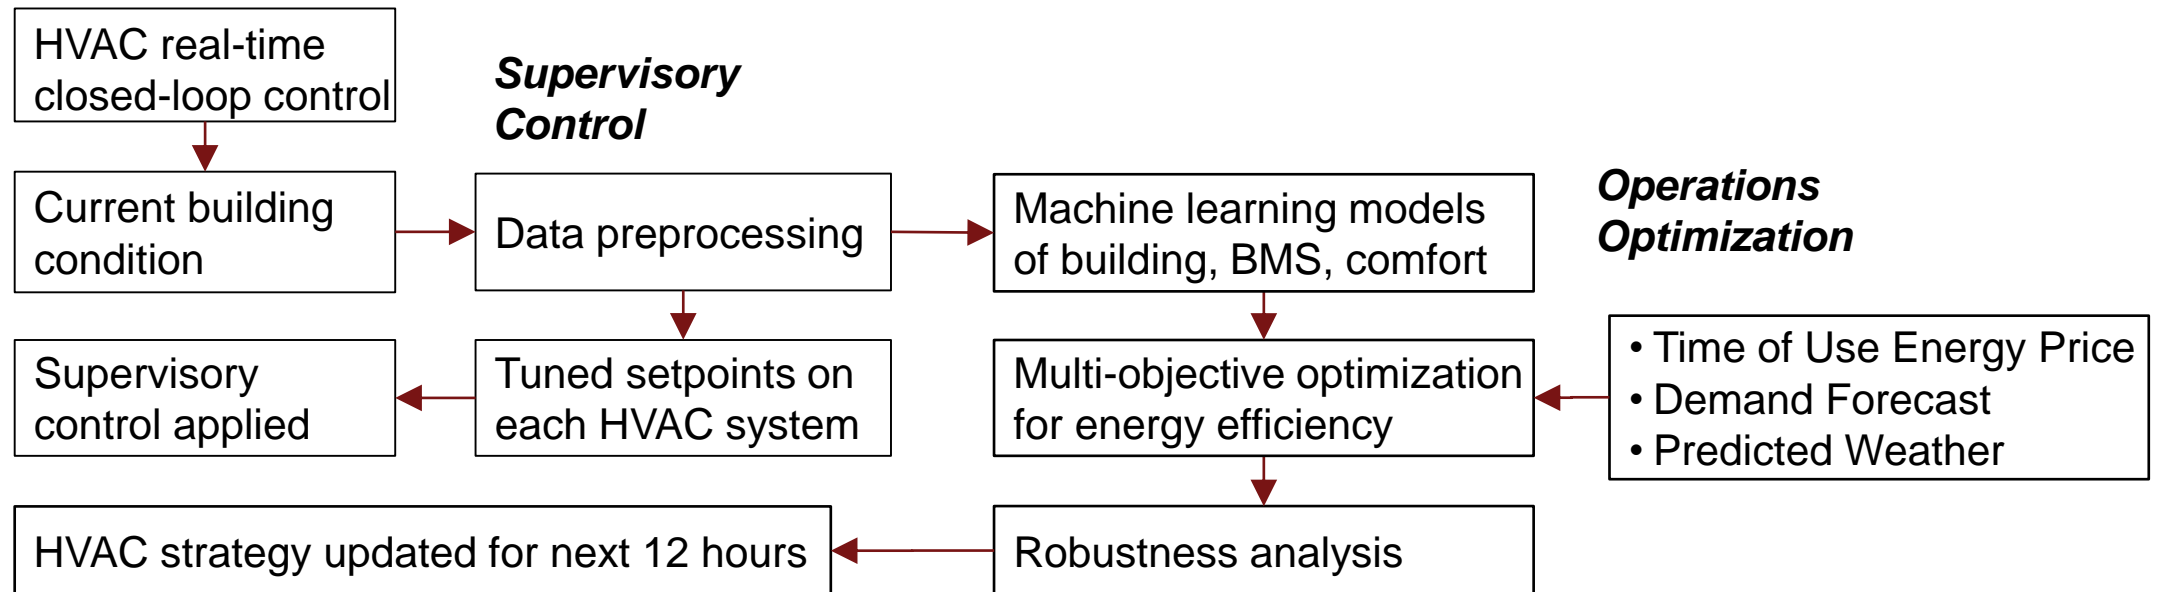 HVAC real-time
closed-loop control
Supervisory
Control
Current building
condition
Data preprocessing
Machine learning models
of building, BMS, comfort
Operations
Optimization
Supervisory
control applied
Tuned setpoints on
each HVAC system
Multi-objective optimization
for energy efficiency
• Time of Use Energy Price
• Demand Forecast
• Predicted Weather
HVAC strategy updated for next 12 hours
Robustness analysis